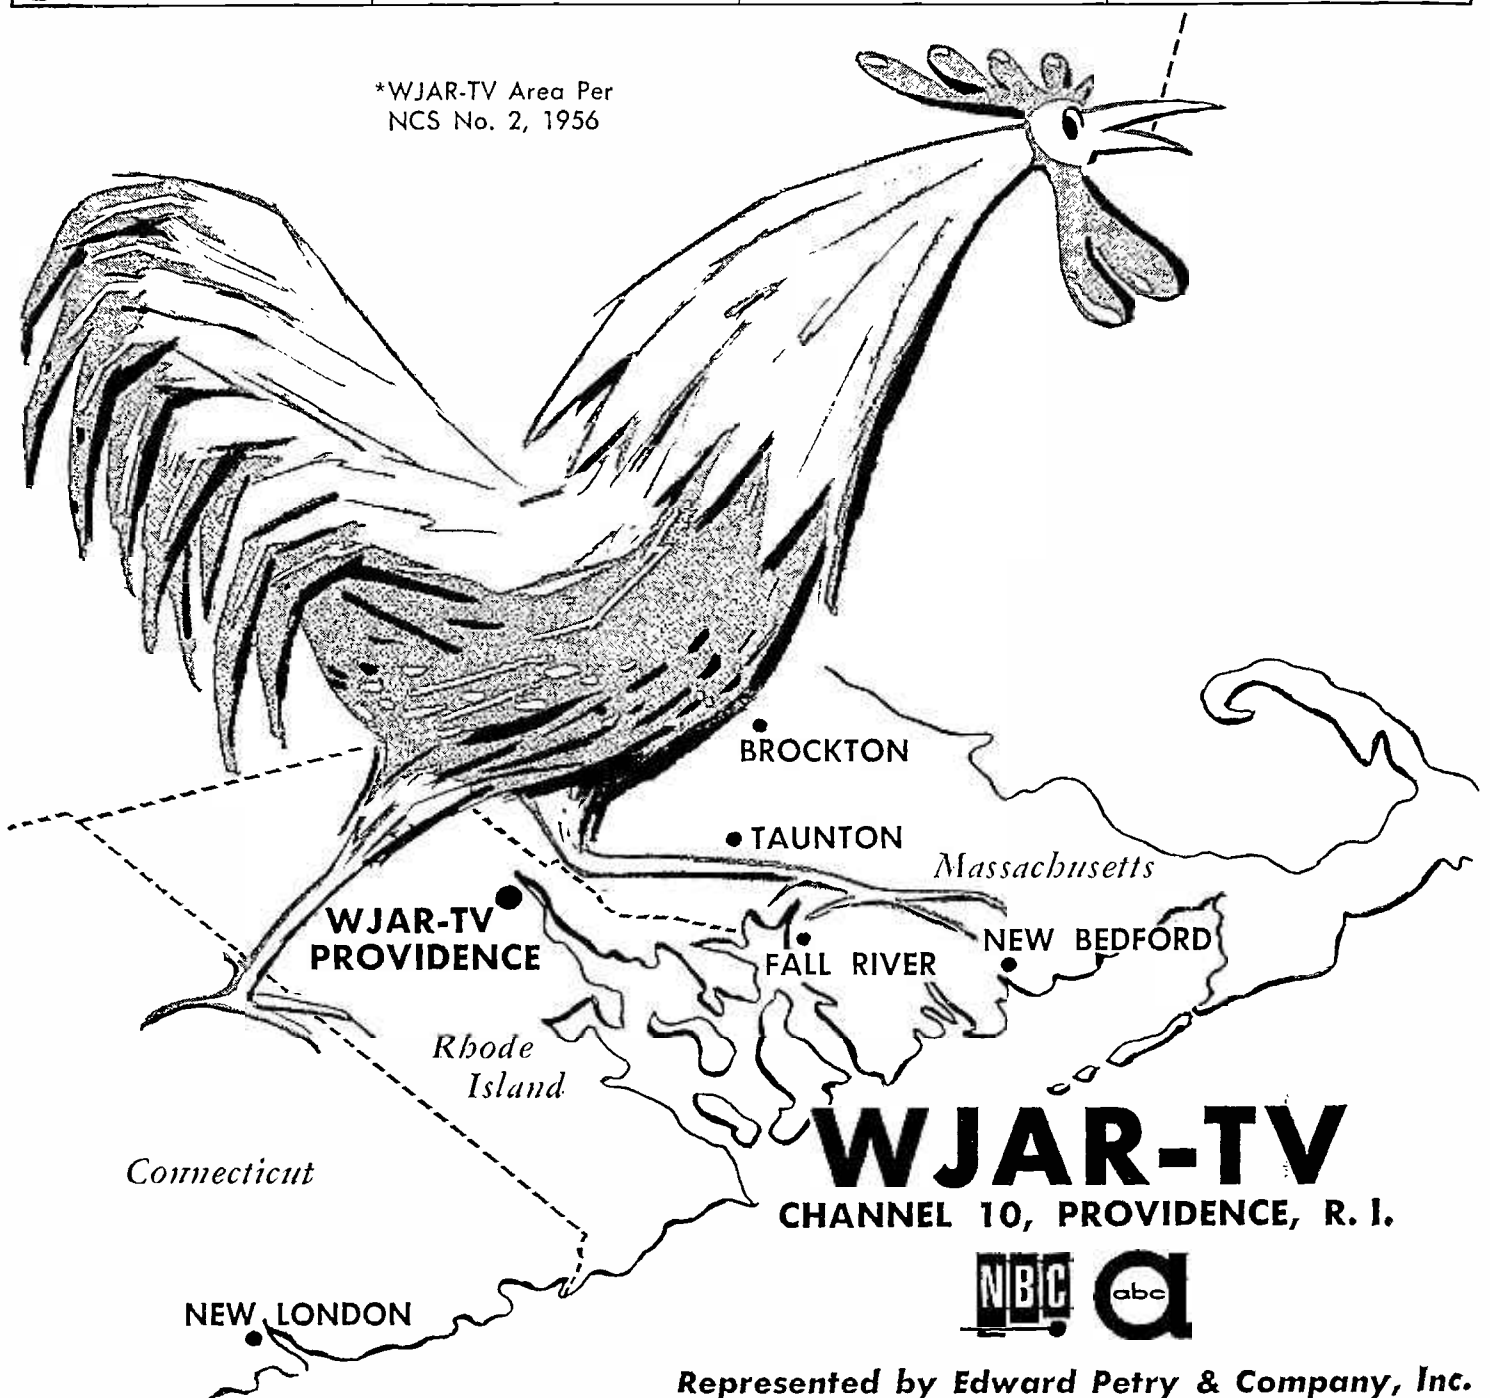 *WJAR-TV Area Per
NCS No. 2, 1956
BROCKTON
TAUNTON
Massachusetts
WJAR-TV
PROVIDENCE
NEW BEDFORD
FALL RIVER
Rhode
Island
Connecticut
WJAR-TV
CHANNEL 10, PROVIDENCE, R. I.
NBC
abc
NEW LONDON
Represented by Edward Petry & Company, Inc.